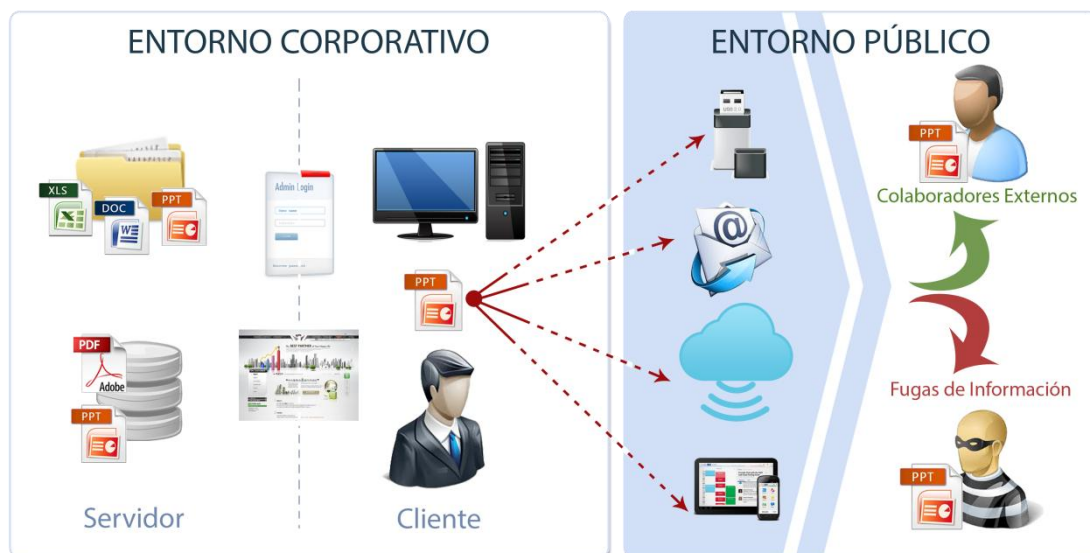 ENTORNO CORPORATIVO
ENTORNO PÚBLICO
XLS
DOC
PPT
Admin Login
PPT
PPT
Colaboradores Externos
PDF
Adobe
PPT
Fugas de Información
PPT
Servidor
Cliente